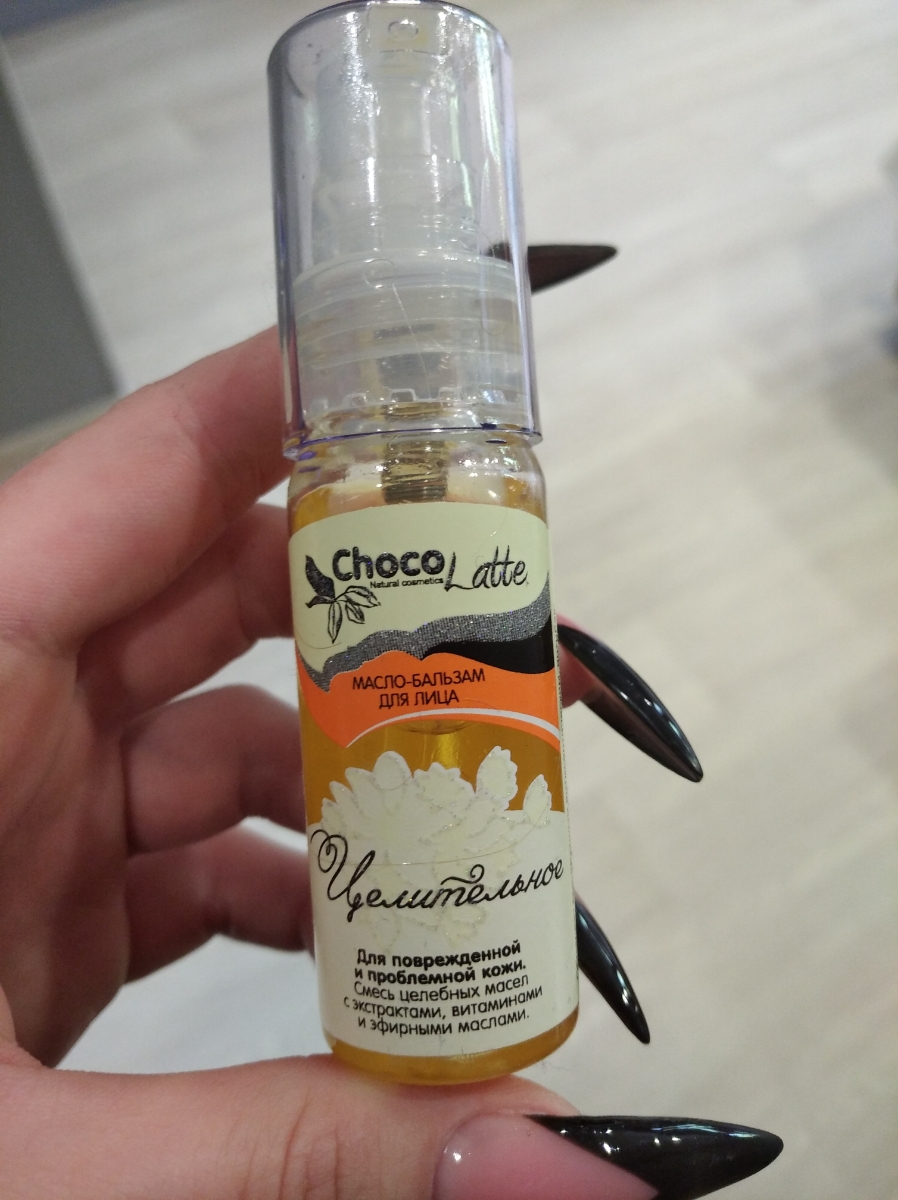 Choco Latte
Natural cosmetics
МАСЛО-БАЛЬЗАМ
ДЛЯ ЛИЦА
Целительное
Для поврежденной
и проблемной кожи.
Смесь целебных масел
с экстрактами, витаминами
и эфирными маслами.